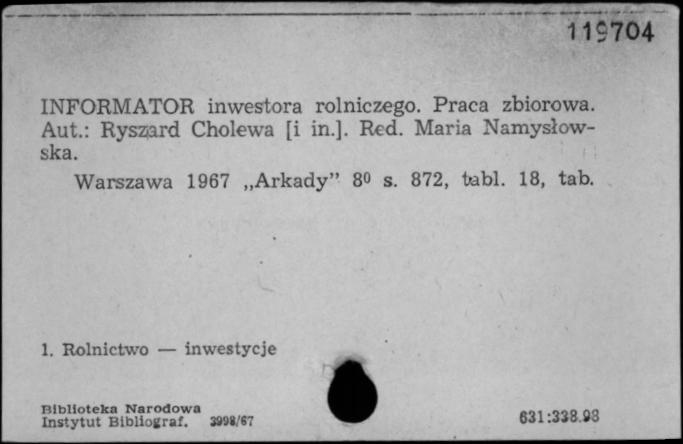 119704
INFORMATOR inwestora rolniczego. Praca zbiorowa.
Aut.: Ryszard Cholewa [i in.]. Red. Maria Namysłow-
ska.
Warszawa 1967 „Arkady” 8⁰ s. 872, tabl. 18, tab.
1. Rolnictwo — inwestycje
Biblioteka Narodowa
Instytut Bibliograf. 3998/67
631:338.98